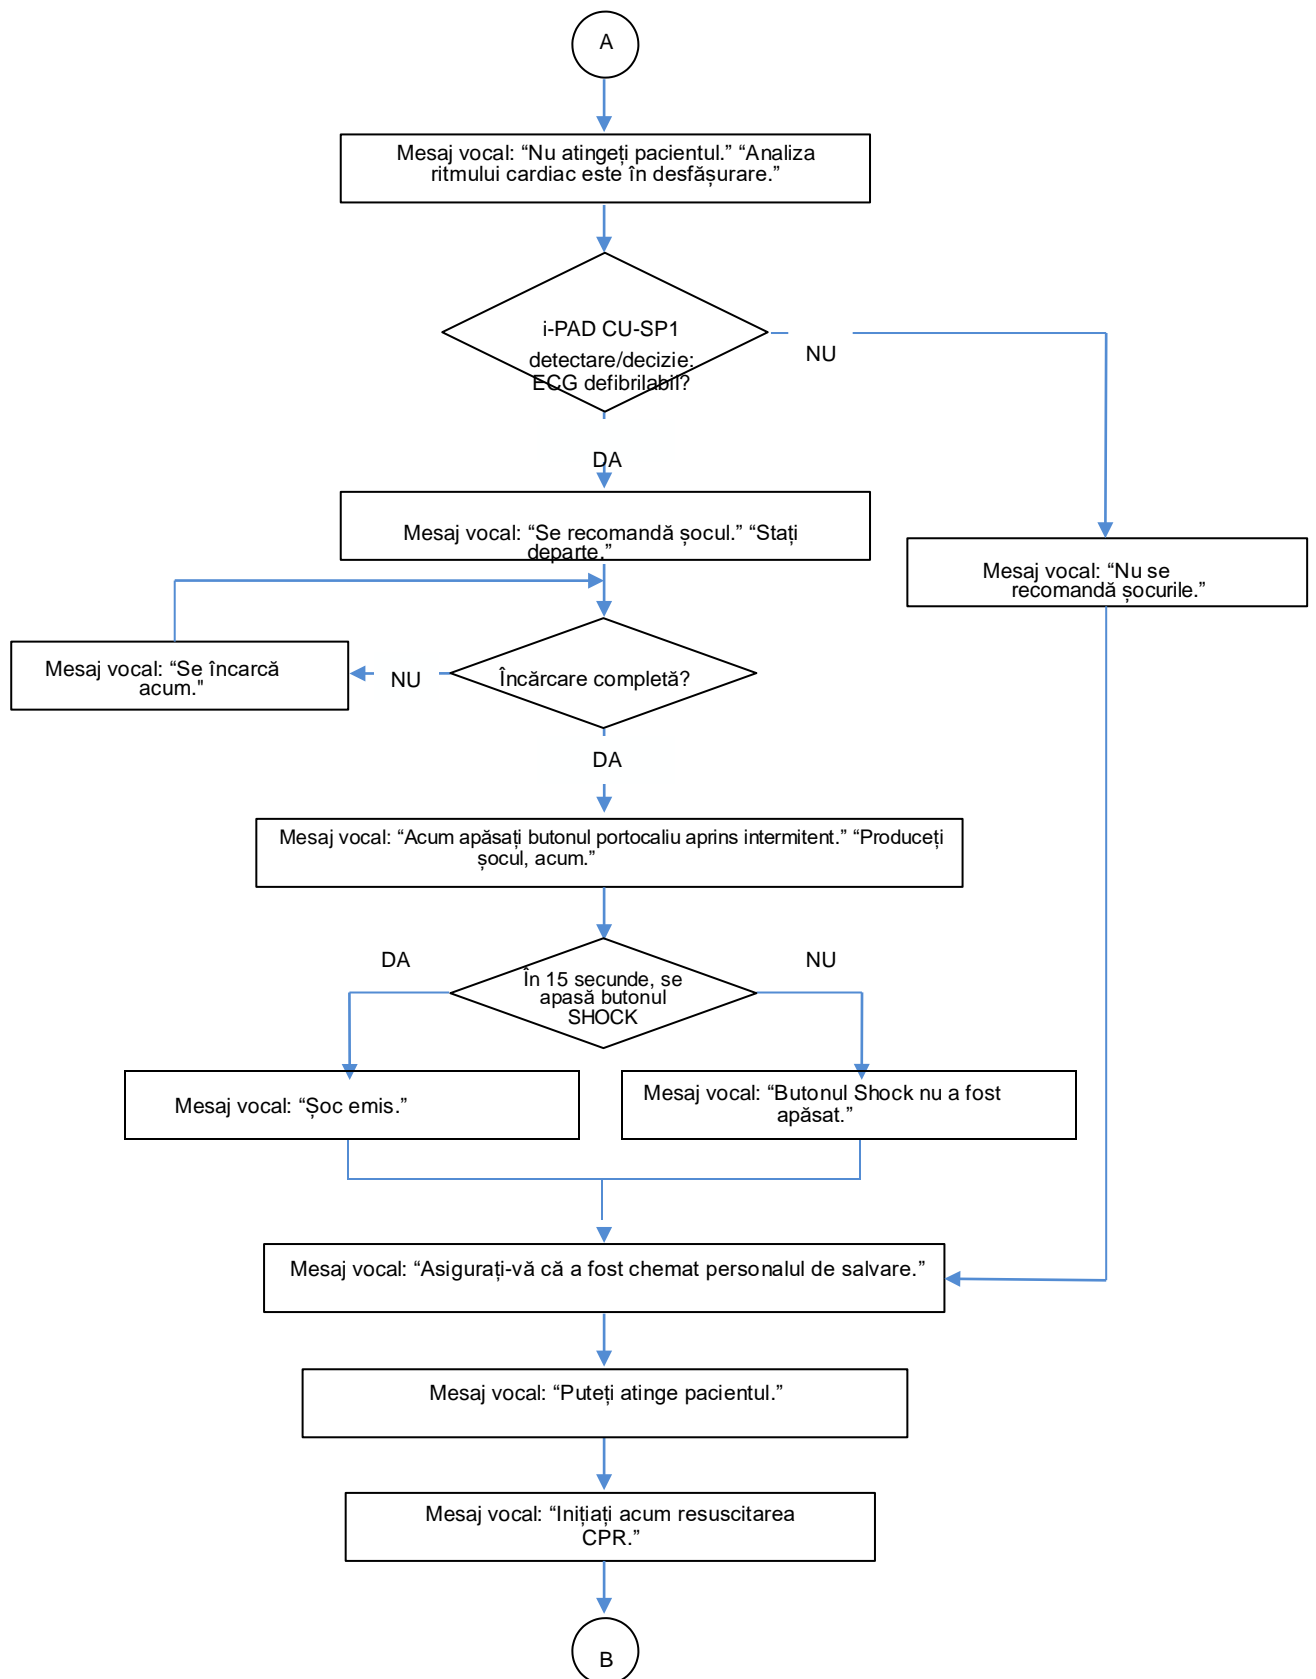 A
Mesaj vocal: “Nu atingeți pacientul.” “Analiza
ritmului cardiac este în desfășurare.”
i-PAD CU-SP1
detectare/decizie:
ECG defibrilabil?
NU
DA
Mesaj vocal: “Se recomandă șocul.” “Stați
departe.”
Mesaj vocal: “Nu se
recomandă șocurile.”
Mesaj vocal: “Se încarcă
acum."
NU
Încărcare completă?
DA
Mesaj vocal: “Acum apăsați butonul portocaliu aprins intermitent.” “Produceți
șocul, acum.”
DA
NU
În 15 secunde, se
apasă butonul
SHOCK
Mesaj vocal: “Șoc emis.”
Mesaj vocal: “Butonul Shock nu a fost
apăsat.”
Mesaj vocal: “Asigurați-vă că a fost chemat personalul de salvare.”
Mesaj vocal: “Puteți atinge pacientul.”
Mesaj vocal: “Inițiați acum resuscitarea
CPR.”
B